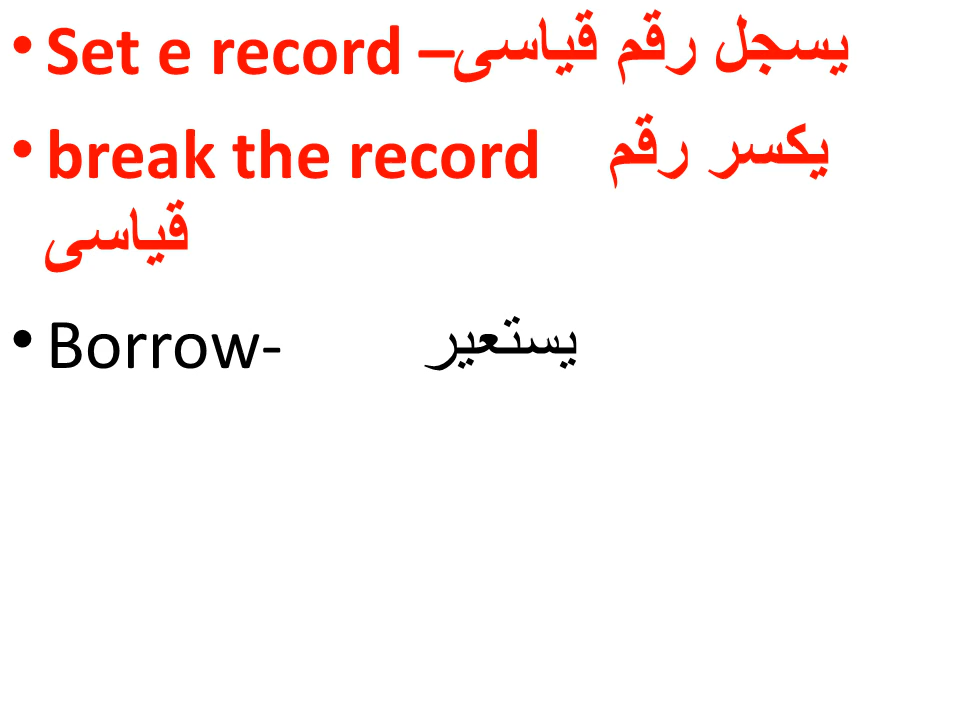 • Set e record –يسجل رقم قياسى
• break the record يكسر رقم
قياسى
• Borrow- يستعير